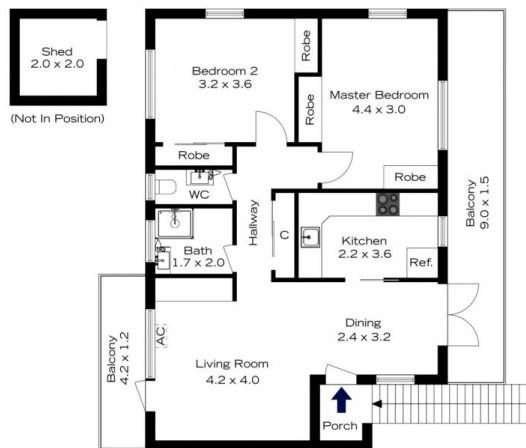 Shed
2.0 x 2.0
(Not In Position)
Bedroom 2
3.2 x 3.6
Robe
Robe
Master Bedroom
4.4 x 3.0
Robe
Robe
Balcony
9.0 x 1.5
WC
Hallway
C
Kitchen
2.2 x 3.6
Ref.
Bath
1.7 x 2.0
Balcony
4.2 x 1.2
AC
Living Room
4.2 x 4.0
Dining
2.4 x 3.2
Porch